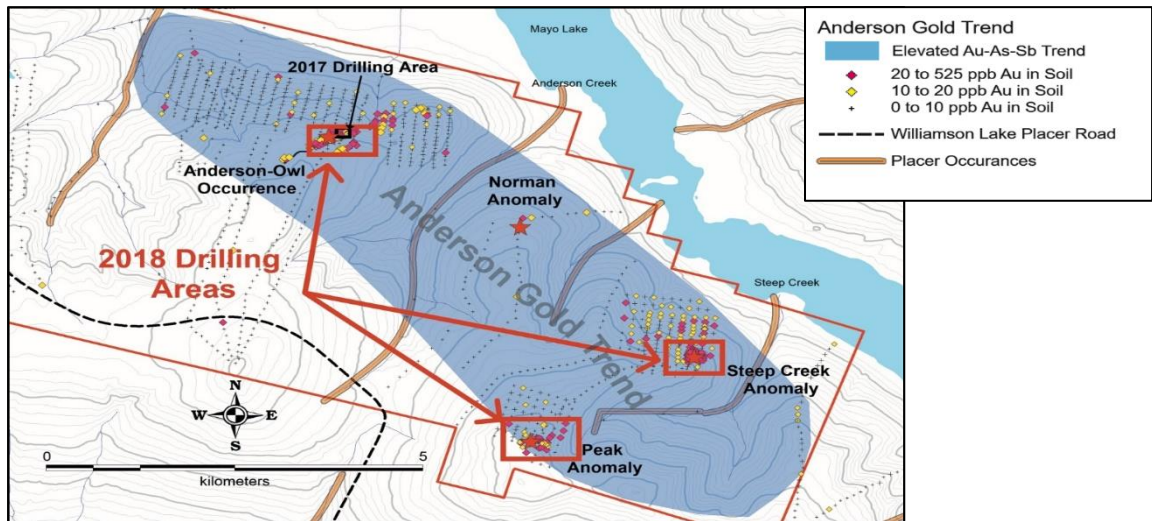 Mayo Lake
Anderson Creek
2017 Drilling Area
Anderson-Owl
Occurrence
Norman
Anomaly
2018 Drilling
Areas
Anderson Gold Trend
Steep Creek
Steep Creek
Anomaly
Peak
Anomaly
N
W
E
S
0
5
kilometers
Anderson Gold Trend
Elevated Au-As-Sb Trend
20 to 525 ppb Au in Soil
10 to 20 ppb Au in Soil
0 to 10 ppb Au in Soil
Williamson Lake Placer Road
Placer Occurances